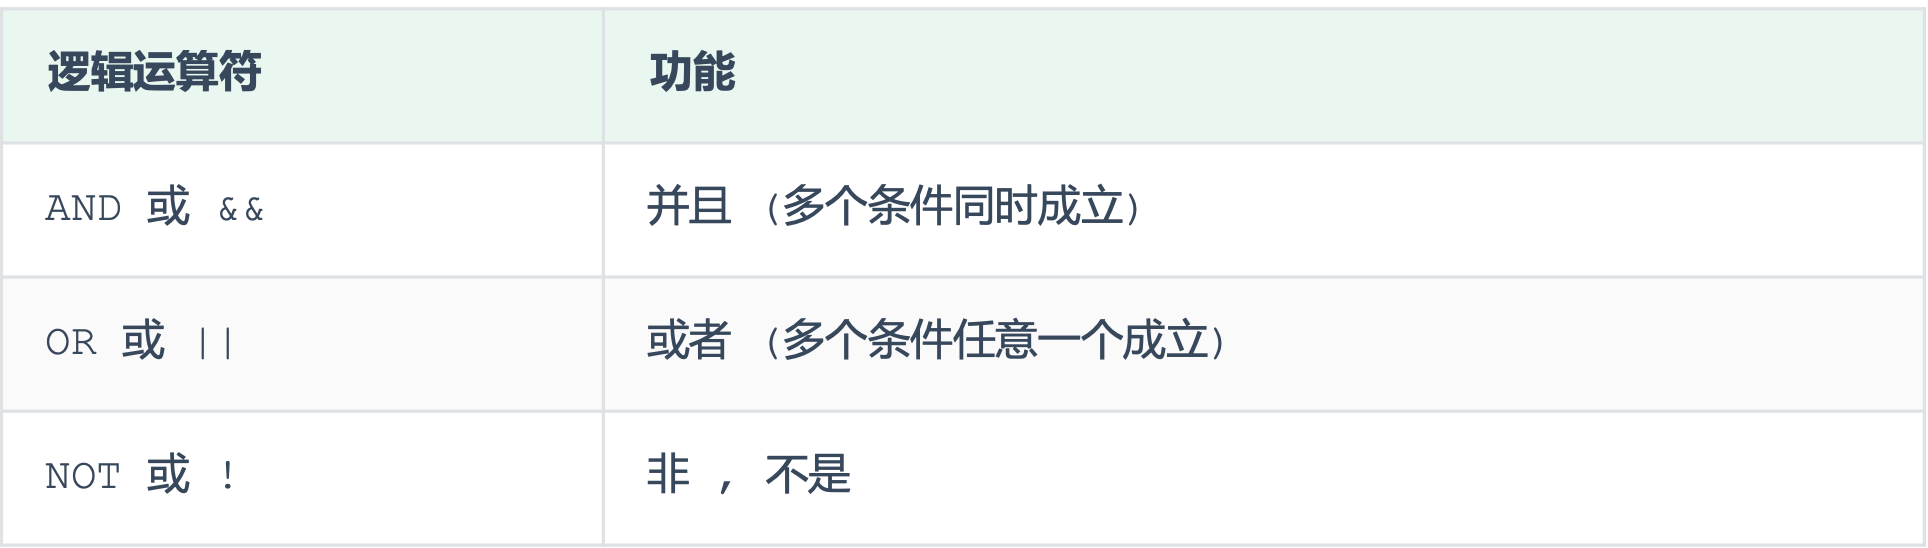 逻辑运算符 功能
AND 或 && 并且 (多个条件同时成立)
OR 或 || 或者 (多个条件任意一个成立)
NOT 或 ! 非 , 不是